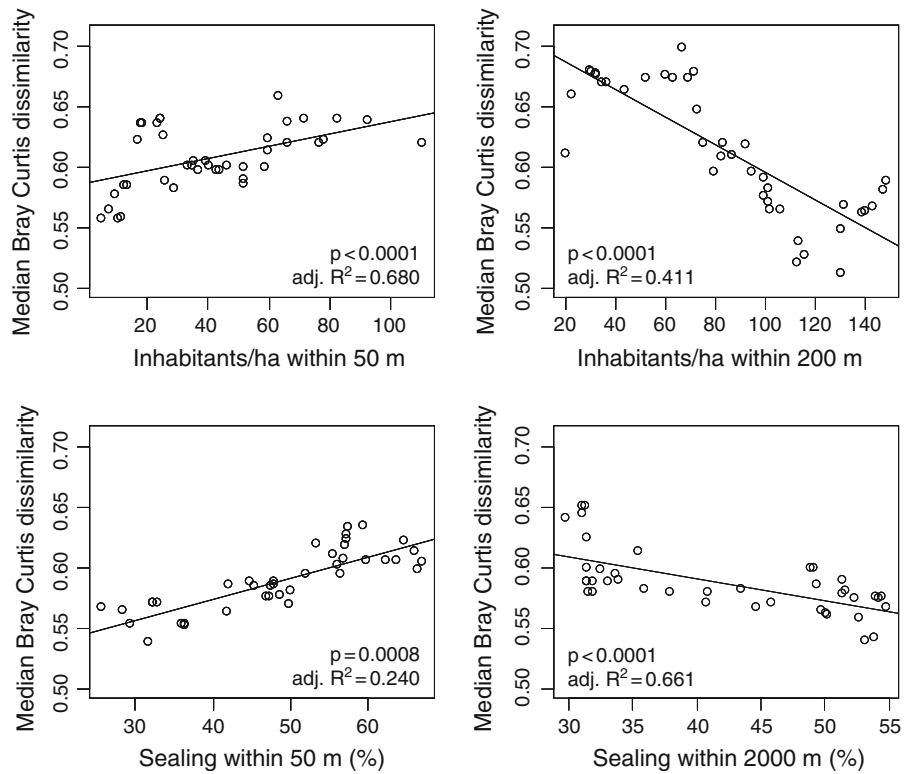 Median Bray Curtis dissimilarity
0.50 0.55 0.60 0.65 0.70
p < 0.0001
adj. R² = 0.680
20 40 60 80 100
Inhabitants/ha within 50 m
Median Bray Curtis dissimilarity
0.50 0.55 0.60 0.65 0.70
p < 0.0001
adj. R² = 0.411
20 40 60 80 100 120 140
Inhabitants/ha within 200 m
Median Bray Curtis dissimilarity
0.50 0.55 0.60 0.65 0.70
p = 0.0008
adj. R² = 0.240
30 40 50 60
Sealing within 50 m (%)
Median Bray Curtis dissimilarity
0.50 0.55 0.60 0.65 0.70
p < 0.0001
adj. R² = 0.661
30 35 40 45 50 55
Sealing within 2000 m (%)